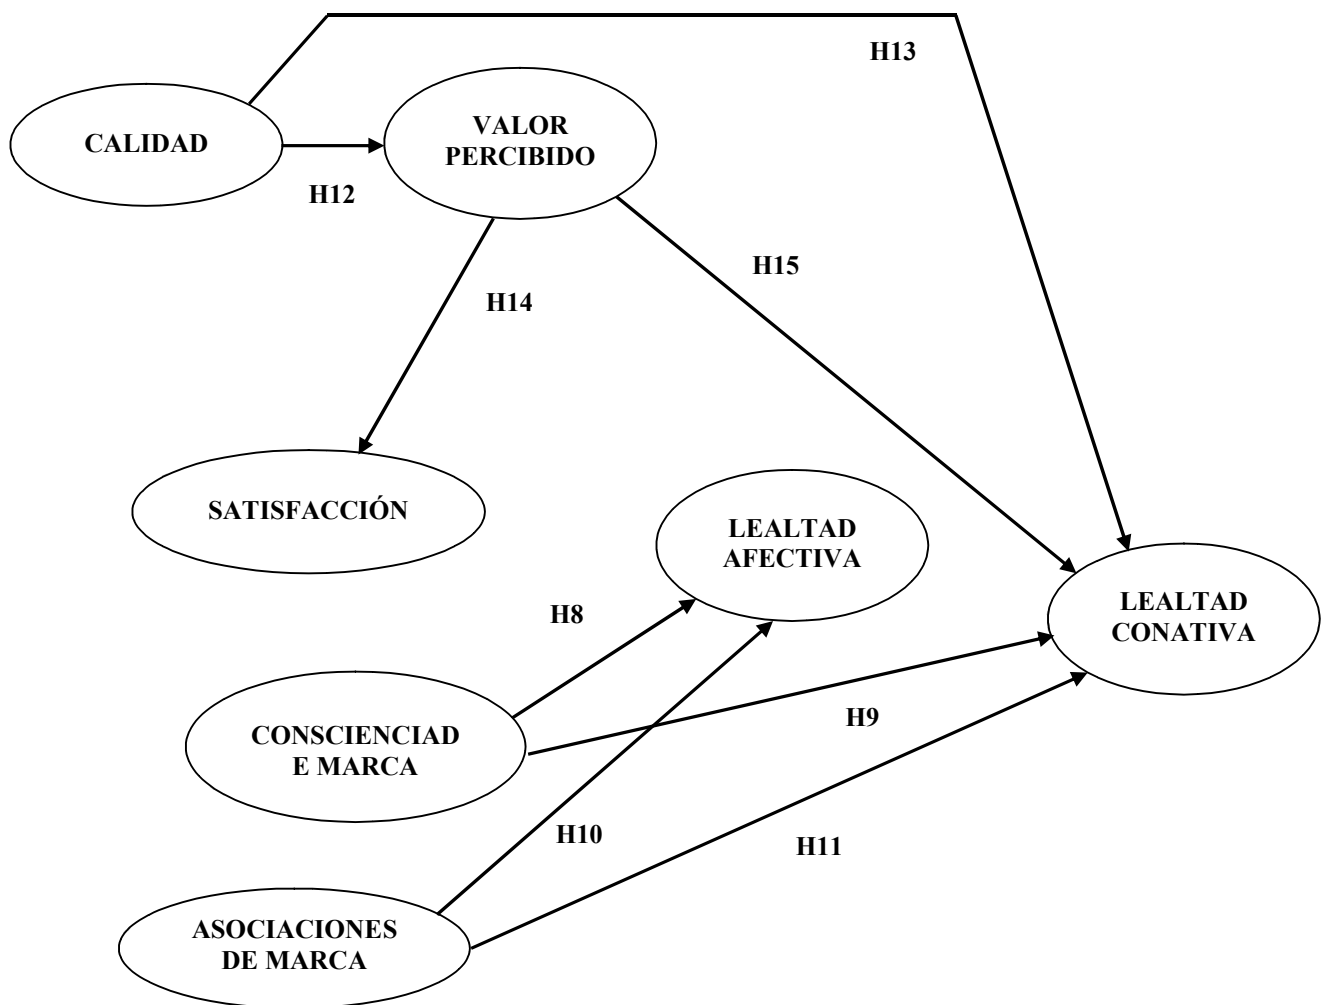 H13
CALIDAD
VALOR
PERCIBIDO
H12
H15
H14
SATISFACCIÓN
LEALTAD
AFECTIVA
LEALTAD
CONATIVA
H8
CONSCIENCIAD
E MARCA
H9
H10
H11
ASOCIACIONES
DE MARCA